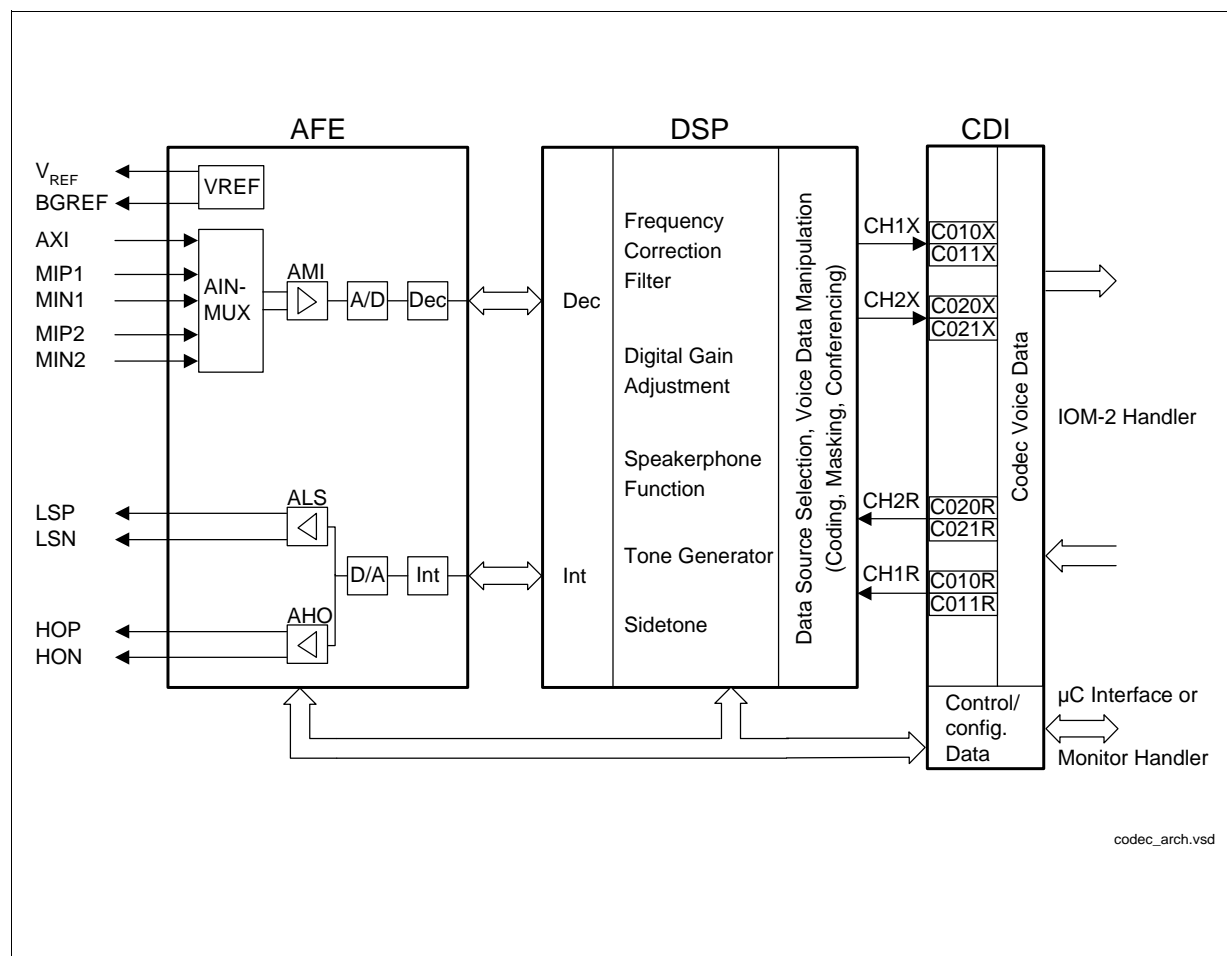 AFE
DSP
CDI
VREF
BGREF
AXI
MIP1
MIN1
MIP2
MIN2
LSP
LSN
HOP
HON
VREF
AIN-
MUX
AMI
A/D
Dec
ALS
D/A
Int
AHO
Dec
Int
Frequency
Correction
Filter
Digital Gain
Adjustment
Speakerphone
Function
Tone Generator
Sidetone
Data Source Selection, Voice Data Manipulation
(Coding, Masking, Conferencing)
CH1X
CH2X
CH2R
CH1R
C010X
C011X
C020X
C021X
C020R
C021R
C010R
C011R
Codec Voice Data
Control/
config.
Data
IOM-2 Handler
µC Interface or
Monitor Handler
codec_arch.vsd